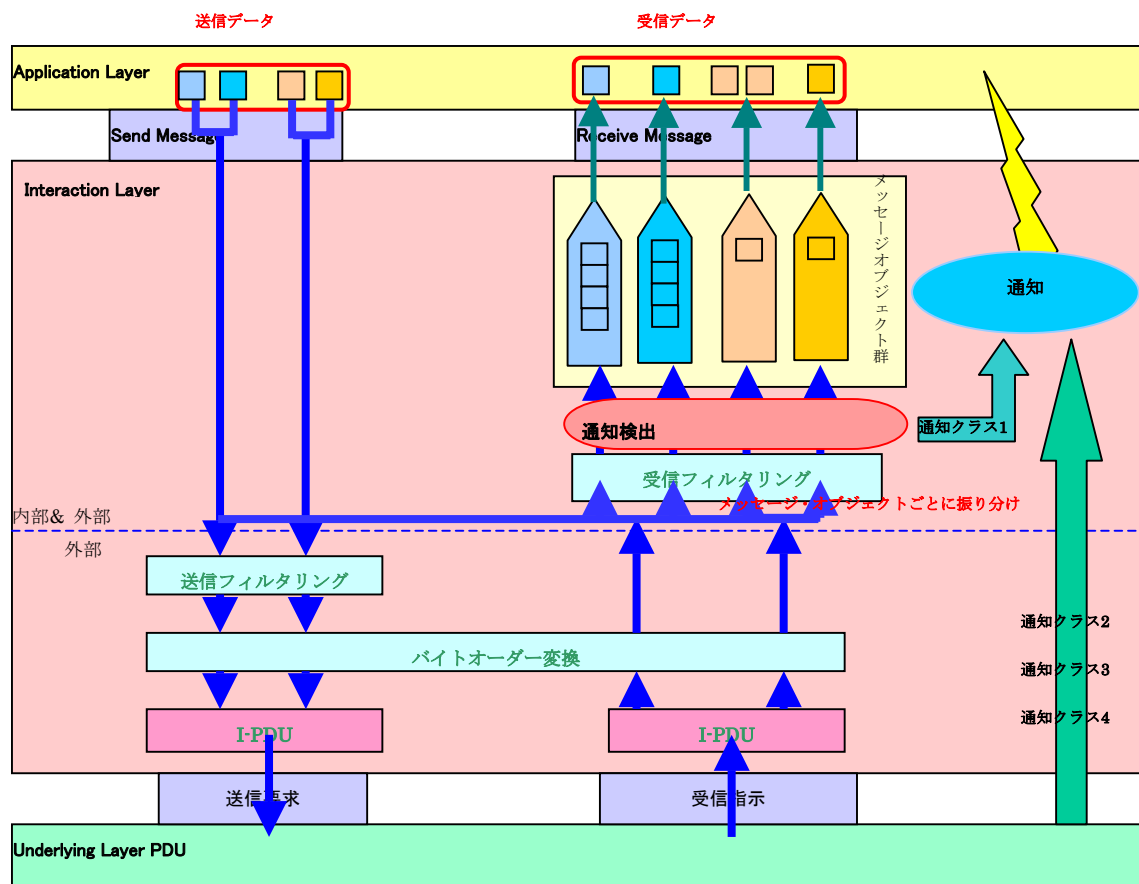 送信データ
受信データ
Application Layer
Send Message
Receive Message
Interaction Layer
メッセージオブジェクト群
通知
通知検出
通知クラス1
受信フィルタリング
メッセージ・オブジェクトごとに振り分け
内部& 外部
外部
送信フィルタリング
通知クラス2
バイトオーダー変換
通知クラス3
通知クラス4
I-PDU
I-PDU
送信要求
受信指示
Underlying Layer PDU